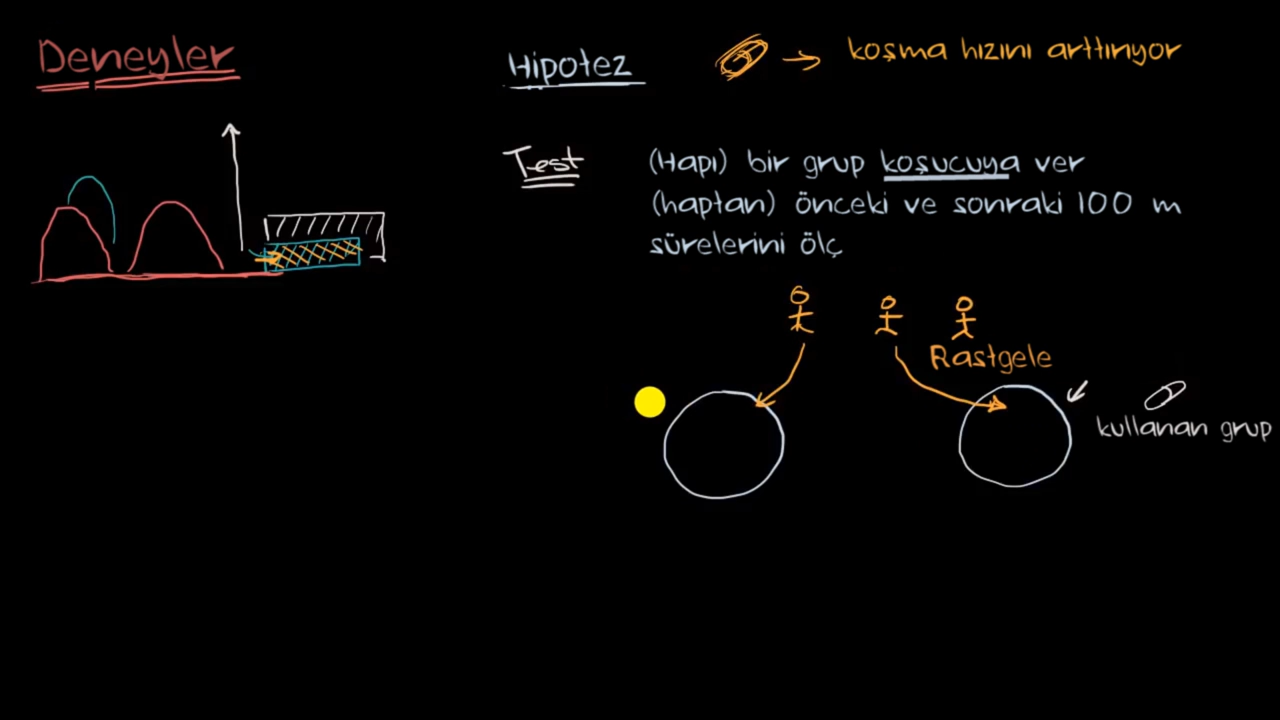 Deneyler
Hipotez
koşma hızını arttırıyor
Test
(Hapı) bir grup koşucuya ver
(haptan) önceki ve sonraki 100 m
sürelerini ölç
Rastgele
kullanan grup